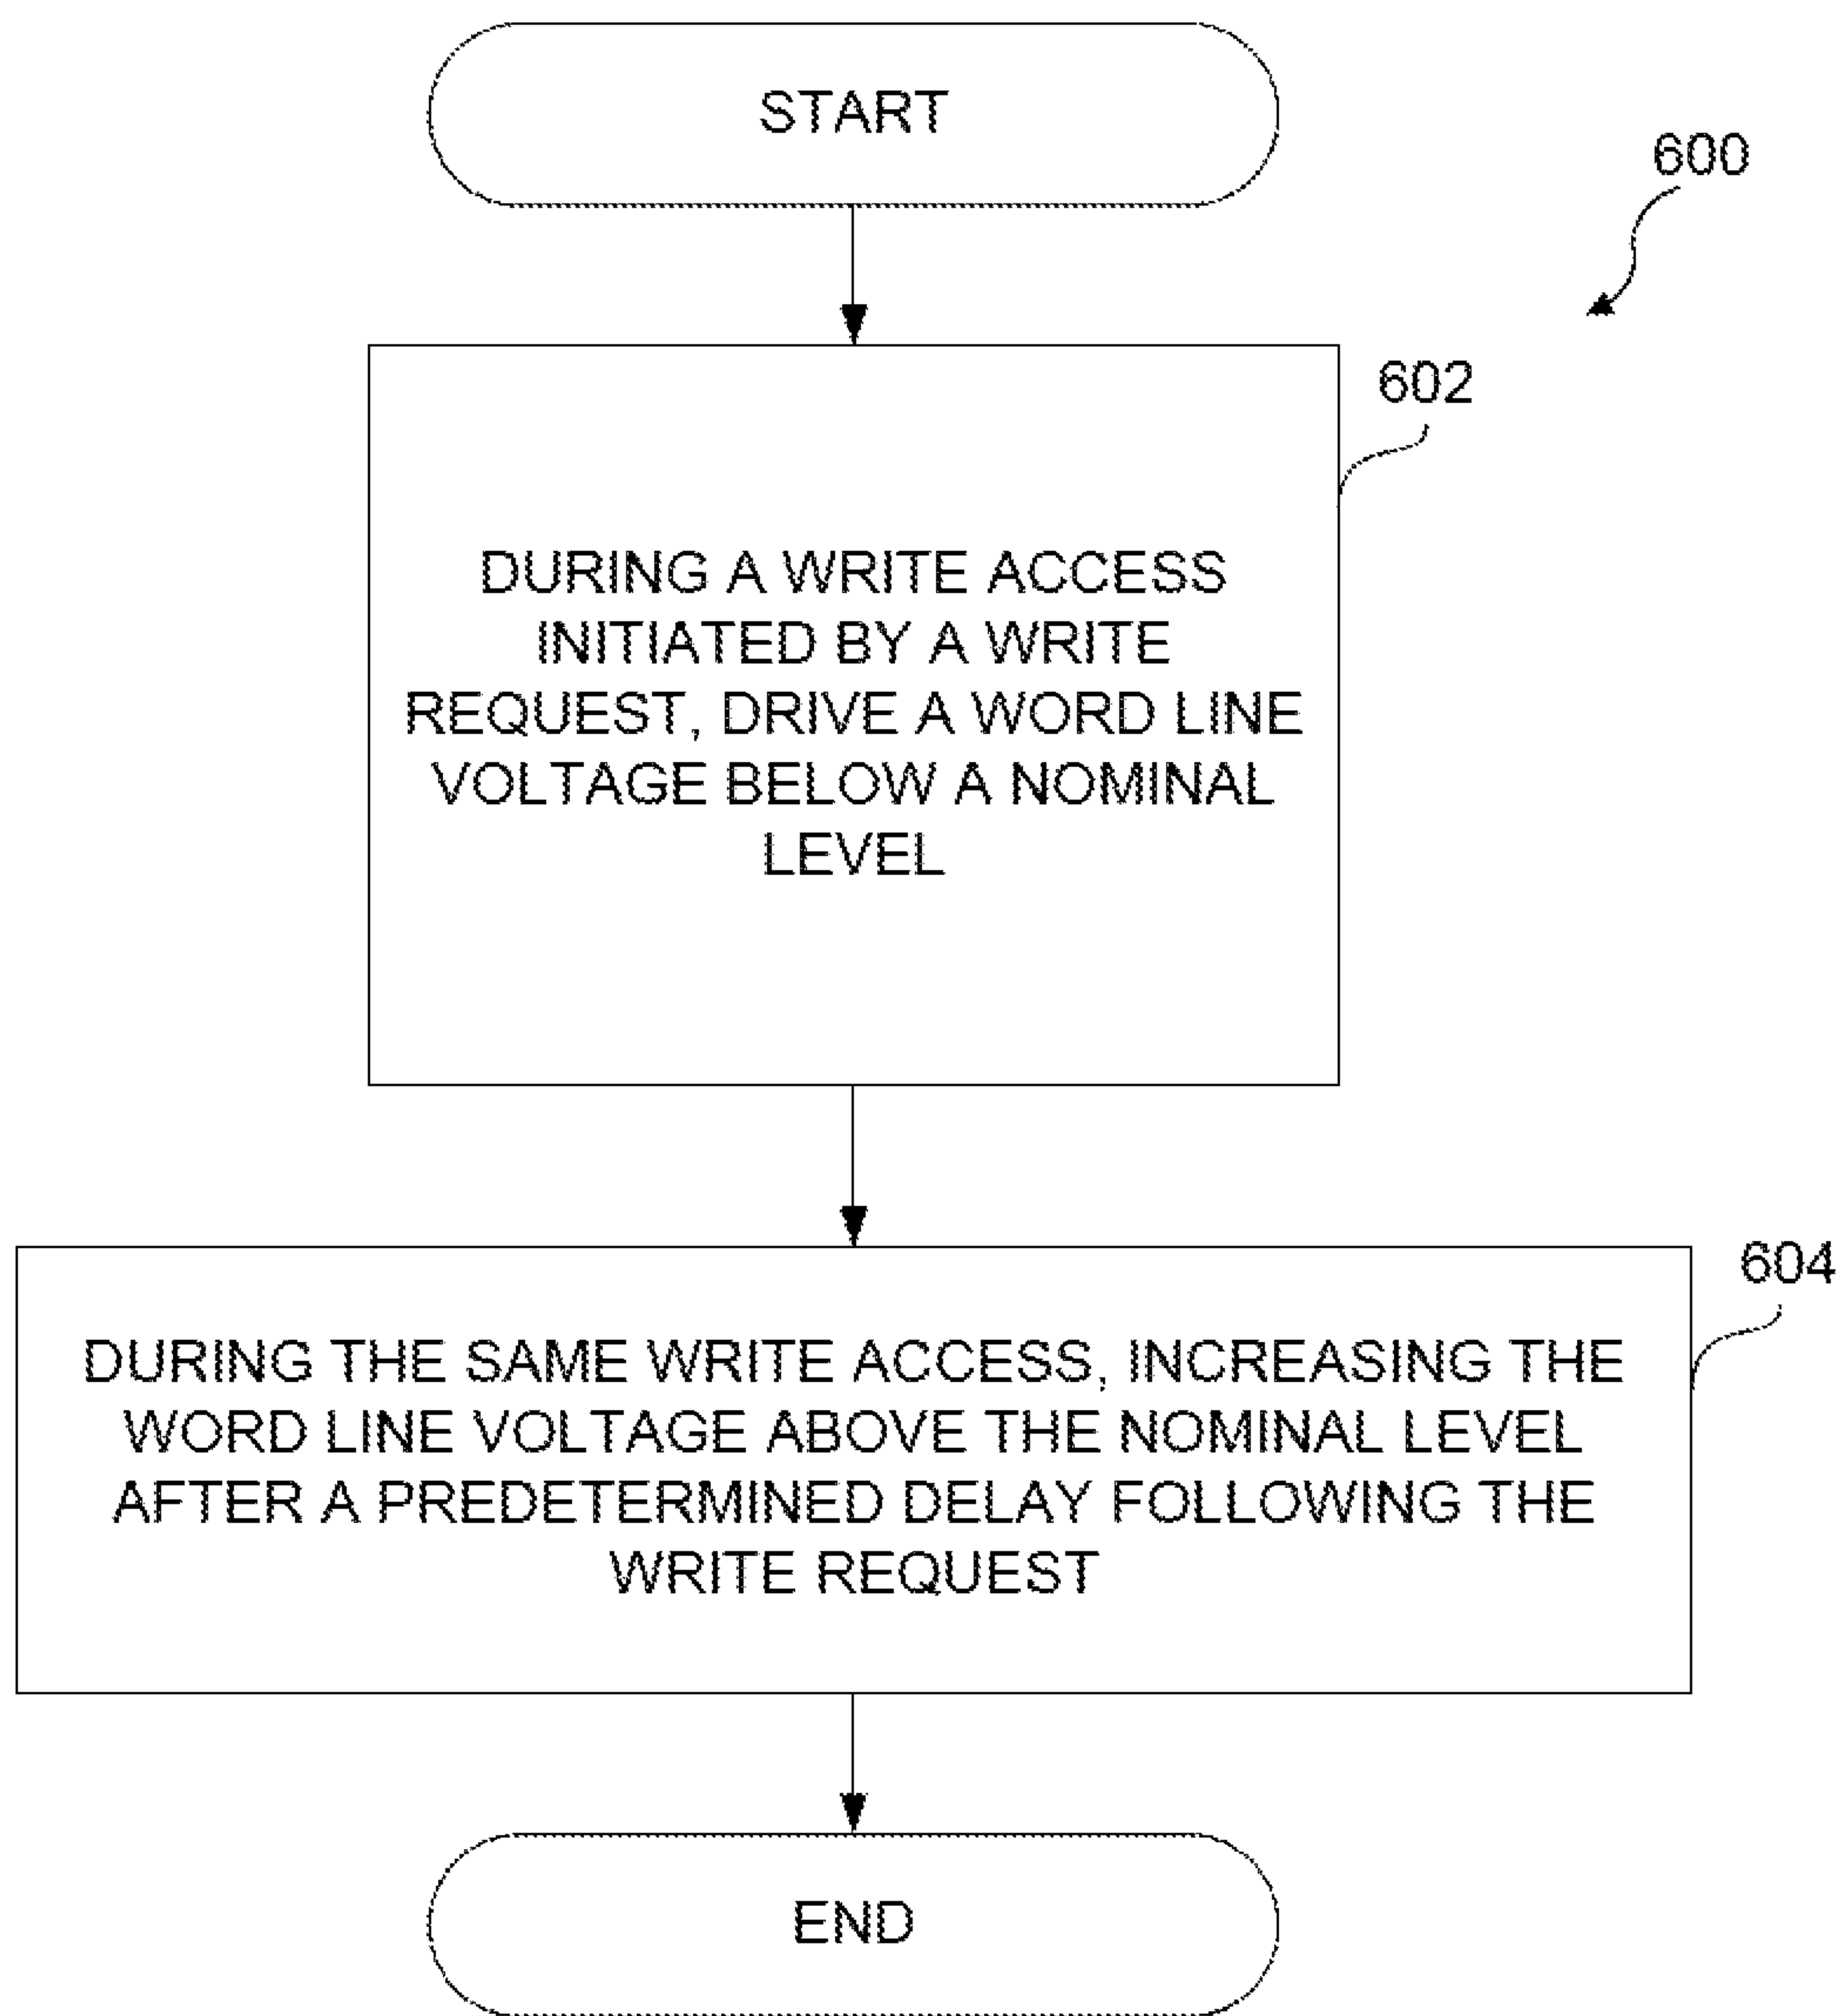 START
600
602
DURING A WRITE ACCESS
INITIATED BY A WRITE
REQUEST, DRIVE A WORD LINE
VOLTAGE BELOW A NOMINAL
LEVEL
604
DURING THE SAME WRITE ACCESS, INCREASING THE
WORD LINE VOLTAGE ABOVE THE NOMINAL LEVEL
AFTER A PREDETERMINED DELAY FOLLOWING THE
WRITE REQUEST
END